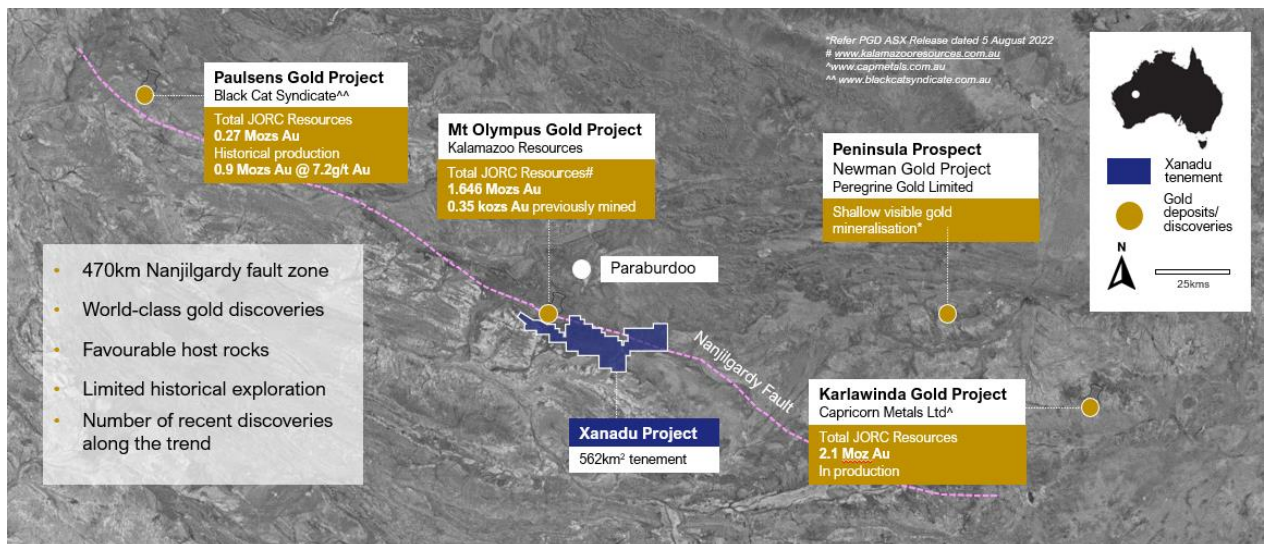 *Refer PGD ASX Release dated 5 August 2022
# www.kalamazooresources.com.au
^www.capmetals.com.au
^^ www.blackcatsyndicate.com.au
Paulsens Gold Project
Black Cat Syndicate^^
Total JORC Resources
0.27 Mozs Au
Historical production
0.9 Mozs Au @ 7.2g/t Au
Mt Olympus Gold Project
Kalamazoo Resources
Total JORC Resources#
1.646 Mozs Au
0.35 kozs Au previously mined
Peninsula Prospect
Newman Gold Project
Peregrine Gold Limited
Shallow visible gold
mineralisation*
Xanadu
tenement
Gold
deposits/
discoveries
N
25kms
• 470km Nanjilgardy fault zone
• World-class gold discoveries
• Favourable host rocks
• Limited historical exploration
• Number of recent discoveries
along the trend
Paraburdoo
Nanjilgardy Fault
Xanadu Project
562km² tenement
Karlawinda Gold Project
Capricorn Metals Ltd^
Total JORC Resources
2.1 Moz Au
In production